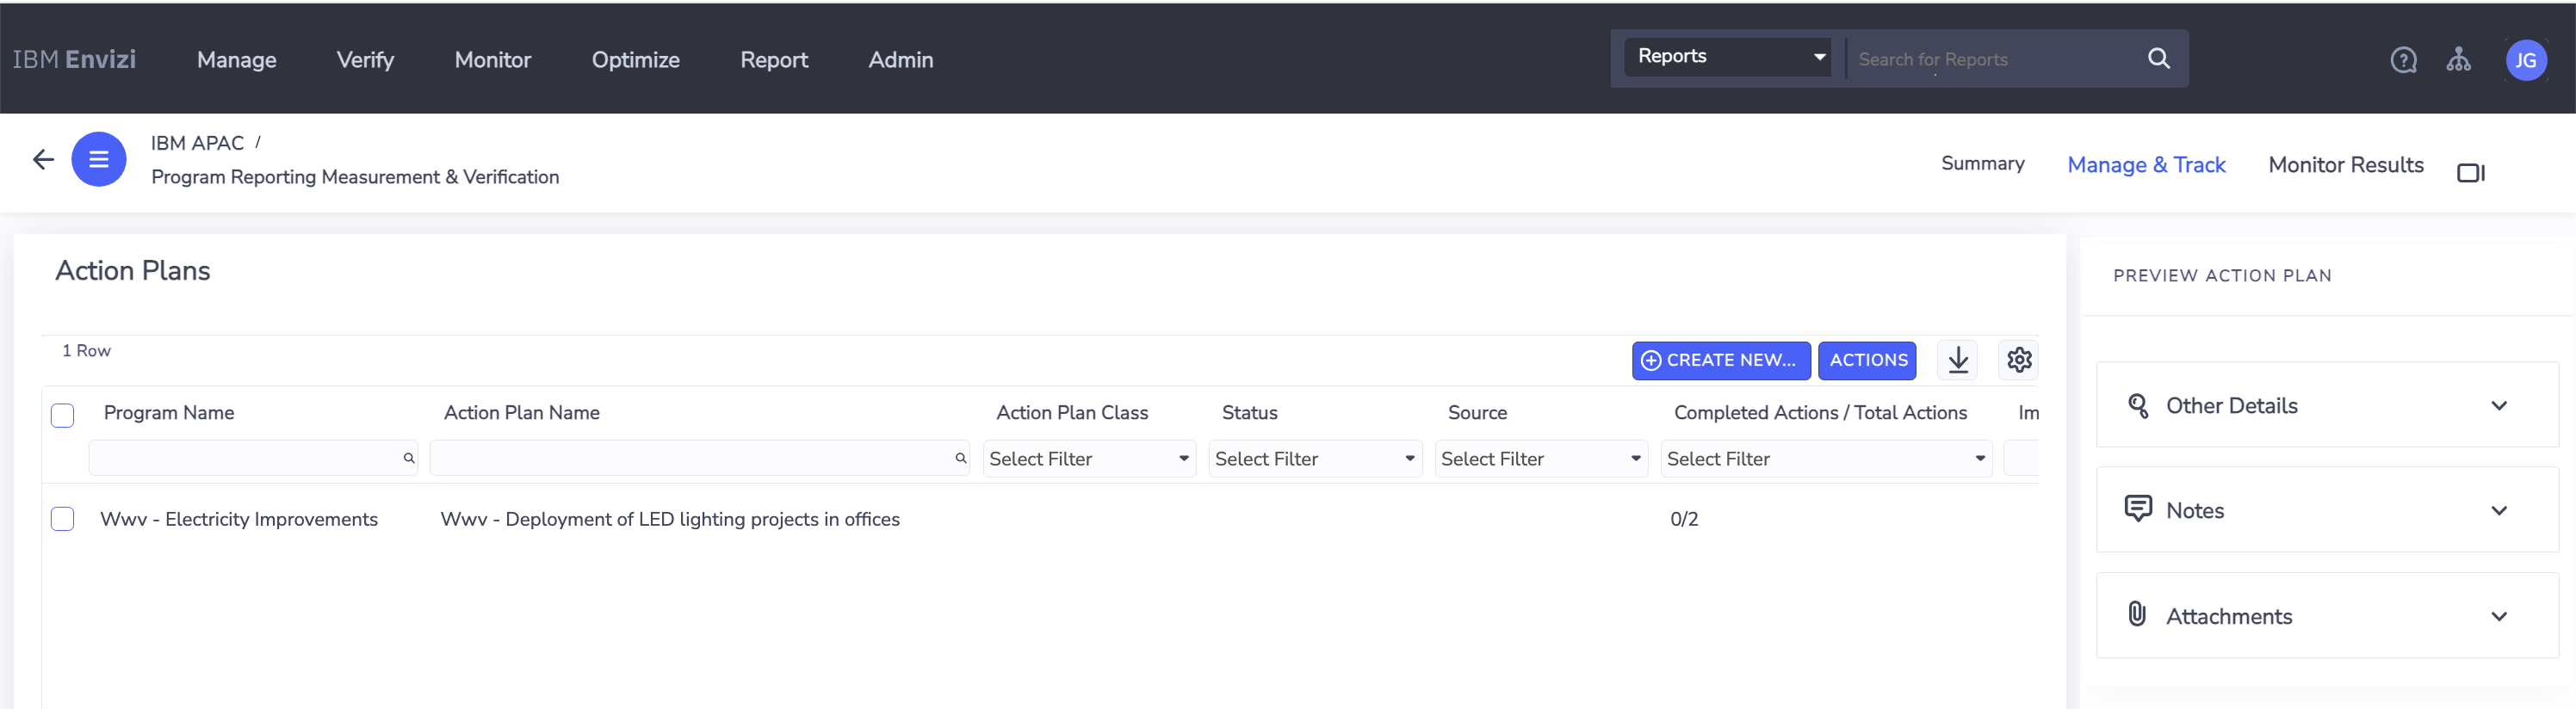 IBM Envizi Manage Verify Monitor Optimize Report Admin Reports Search for Reports JG
IBM APAC /
Program Reporting Measurement & Verification
Summary Manage & Track Monitor Results
Action Plans
PREVIEW ACTION PLAN
1 Row
CREATE NEW... ACTIONS
Program Name Action Plan Name Action Plan Class Status Source Completed Actions / Total Actions Im
Select Filter Select Filter Select Filter Select Filter
Wwv - Electricity Improvements Wwv - Deployment of LED lighting projects in offices 0/2
Other Details
Notes
Attachments